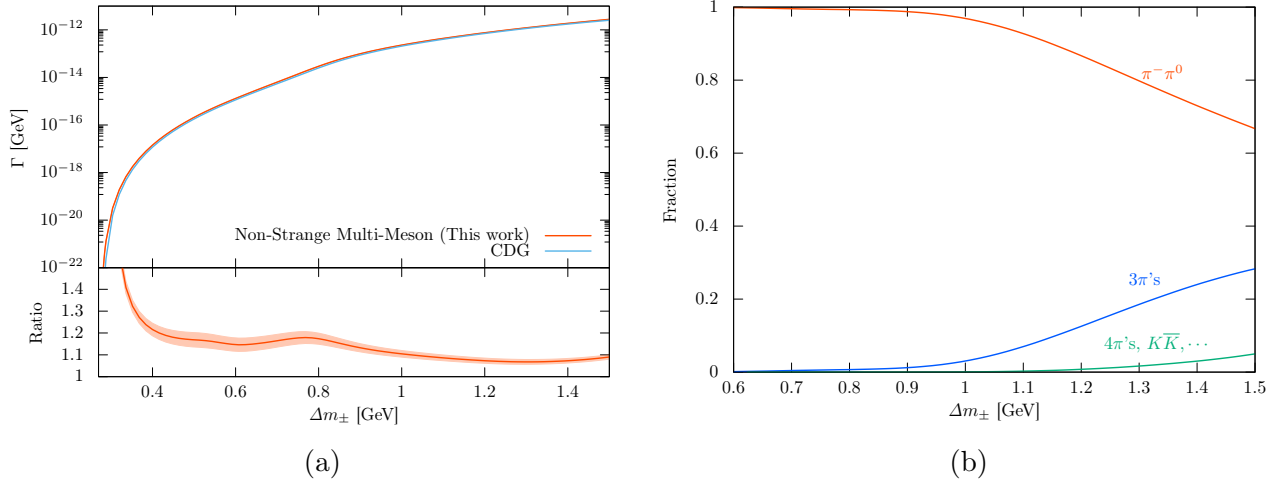 10⁻¹²
10⁻¹⁴
10⁻¹⁶
10⁻¹⁸
10⁻²⁰
10⁻²²
Γ [GeV]
Non-Strange Multi-Meson (This work)
CDG
1.4
1.3
1.2
1.1
1
Ratio
0.4 0.6 0.8 1 1.2 1.4
Δm± [GeV]
(a)
1
0.8
0.6
0.4
0.2
0
Fraction
π⁻π⁰
3π's
4π's, KK̅, ⋯
0.6 0.7 0.8 0.9 1 1.1 1.2 1.3 1.4 1.5
Δm± [GeV]
(b)